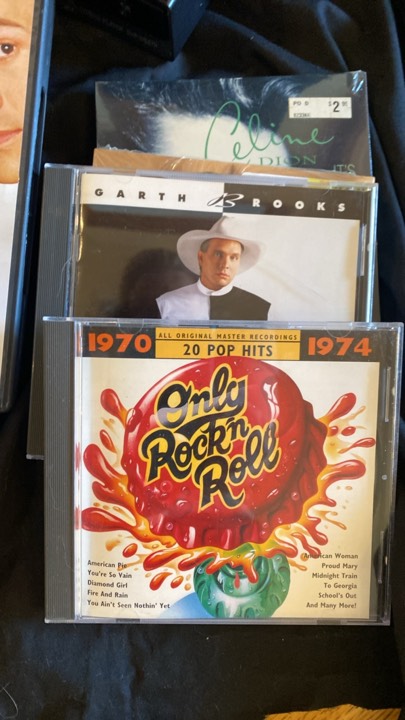 PO B $2.98
Celine
DION
IT'S
GARTH BROOKS
1970 ALL ORIGINAL MASTER RECORDINGS 1974
20 POP HITS
Only
Rock'n
Roll
American Pie
You're So Vain
Diamond Girl
Fire And Rain
You Ain't Seen Nothin' Yet
American Woman
Proud Mary
Midnight Train
To Georgia
School's Out
And Many More!